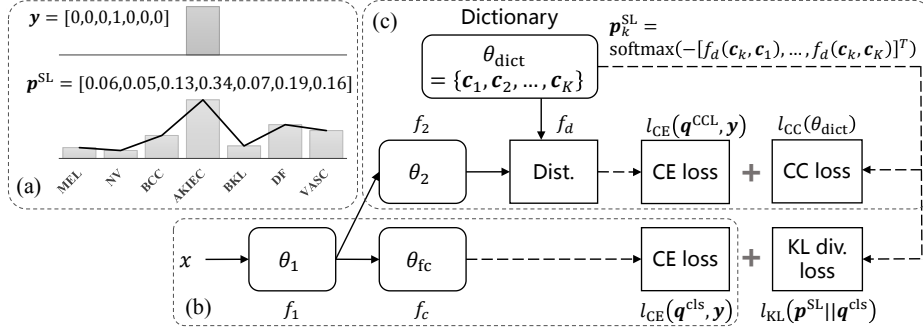 y = [0,0,0,1,0,0,0]
p^SL = [0.06,0.05,0.13,0.34,0.07,0.19,0.16]
MEL NV BCC AKIEC BKL DF VASC
(a)
(c)
Dictionary
θ_dict
= {c_1, c_2, ..., c_K}
p_k^SL =
softmax(−[f_d(c_k, c_1), ..., f_d(c_k, c_K)]^T)
f_2
f_d
l_CE(q^CCL, y)
l_CC(θ_dict)
θ_2
Dist.
CE loss
+
CC loss
x
θ_1
θ_fc
CE loss
+
KL div.
loss
(b)
f_1
f_c
l_CE(q^cls, y)
l_KL(p^SL||q^cls)